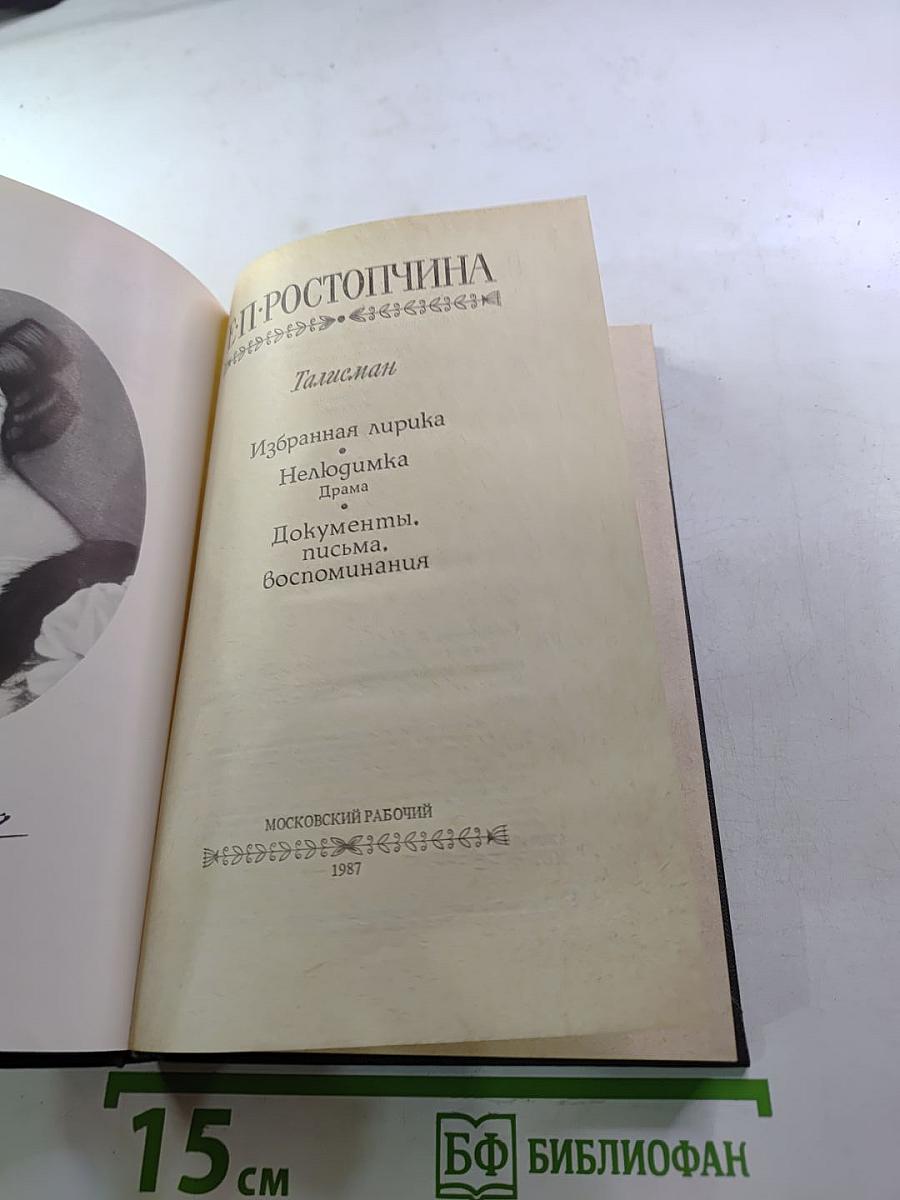 Е·П·РОСТОПЧИНА
Талисман
Избранная лирика
•
Нелюдимка
Драма
•
Документы,
письма,
воспоминания
МОСКОВСКИЙ РАБОЧИЙ
1987
15 см
БФ БИБЛИОФАН